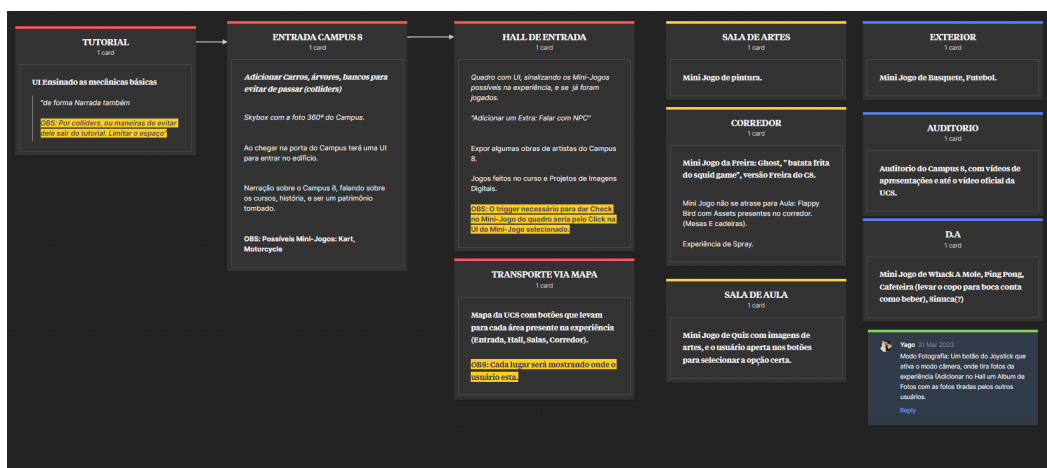 TUTORIAL
1 card
UI Ensinado as mecânicas básicas
"de forma Narrada também
OBS: Por colliders, ou maneiras de evitar
dele sair do tutorial. Limitar o espaço"
ENTRADA CAMPUS 8
1 card
Adicionar Carros, árvores, bancos para
evitar de passar (colliders)
Skybox com a foto 360º do Campus.
Ao chegar na porta do Campus terá uma UI
para entrar no edifício.
Narração sobre o Campus 8, falando sobre
os cursos, história, e ser um patrimônio
tombado.
OBS: Possíveis Mini-Jogos: Kart,
Motorcycle
HALL DE ENTRADA
1 card
Quadro com UI, sinalizando os Mini-Jogos
possíveis na experiência, e se já foram
jogados.
"Adicionar um Extra: Falar com NPC"
Expor algumas obras de artistas do Campus
8.
Jogos feitos no curso e Projetos de Imagens
Digitais.
OBS: O trigger necessário para dar Check
no Mini-Jogo do quadro seria pelo Click na
UI do Mini-Jogo selecionado.
TRANSPORTE VIA MAPA
1 card
Mapa da UCS com botões que levam
para cada área presente na experiência
(Entrada, Hall, Salas, Corredor).
OBS: Cada lugar será mostrando onde o
usuário esta.
SALA DE ARTES
1 card
Mini Jogo de pintura.
CORREDOR
1 card
Mini Jogo da Freira: Ghost, " batata frita
do squid game", versão Freira do C8.
Mini Jogo não se atrase para Aula: Flappy
Bird com Assets presentes no corredor.
(Mesas E cadeiras).
Experiência de Spray.
SALA DE AULA
1 card
Mini Jogo de Quiz com imagens de
artes, e o usuário aperta nos botões
para selecionar a opção certa.
EXTERIOR
1 card
Mini Jogo de Basquete, Futebol.
AUDITORIO
1 card
Auditorio do Campus 8, com vídeos de
apresentações e até o vídeo oficial da
UCS.
D.A
1 card
Mini Jogo de Whack A Mole, Ping Pong,
Cafeteira (levar o copo para boca conta
como beber), Sinuca(?)
Yago 31 Mar 2023
Modo Fotografia: Um botão do Joystick que
ativa o modo câmera, onde tira fotos da
experiência (Adicionar no Hall um Album de
Fotos com as fotos tiradas pelos outros
usuários.
Reply